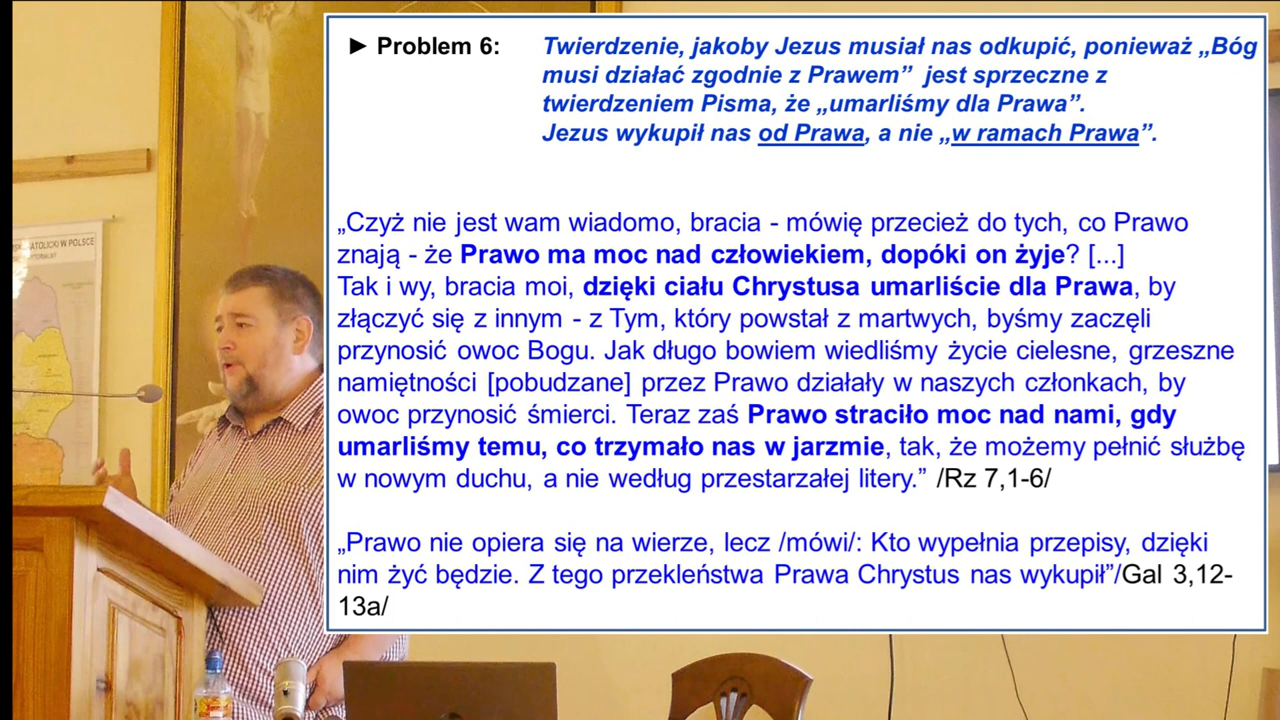 ► Problem 6: Twierdzenie, jakoby Jezus musiał nas odkupić, ponieważ „Bóg
musi działać zgodnie z Prawem” jest sprzeczne z
twierdzeniem Pisma, że „umarliśmy dla Prawa”.
Jezus wykupił nas od Prawa, a nie „w ramach Prawa”.
„Czyż nie jest wam wiadomo, bracia - mówię przecież do tych, co Prawo
znają - że Prawo ma moc nad człowiekiem, dopóki on żyje? [...]
Tak i wy, bracia moi, dzięki ciału Chrystusa umarliście dla Prawa, by
złączyć się z innym - z Tym, który powstał z martwych, byśmy zaczęli
przynosić owoc Bogu. Jak długo bowiem wiedliśmy życie cielesne, grzeszne
namiętności [pobudzane] przez Prawo działały w naszych członkach, by
owoc przynosić śmierci. Teraz zaś Prawo straciło moc nad nami, gdy
umarliśmy temu, co trzymało nas w jarzmie, tak, że możemy pełnić służbę
w nowym duchu, a nie według przestarzałej litery.” /Rz 7,1-6/
„Prawo nie opiera się na wierze, lecz /mówi/: Kto wypełnia przepisy, dzięki
nim żyć będzie. Z tego przekleństwa Prawa Chrystus nas wykupił”/Gal 3,12-
13a/
W POLSCE